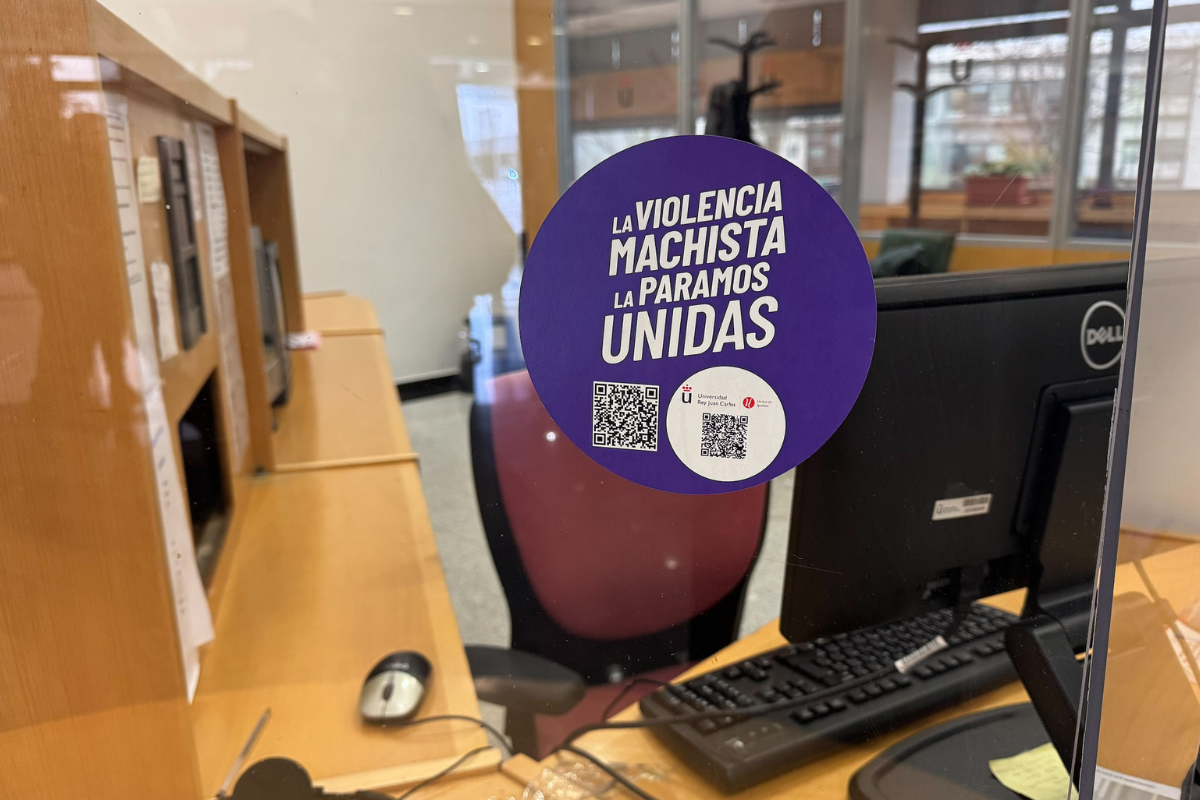 LA VIOLENCIA
MACHISTA
LA PARAMOS
UNIDAS
Universidad
Rey Juan Carlos
DELL